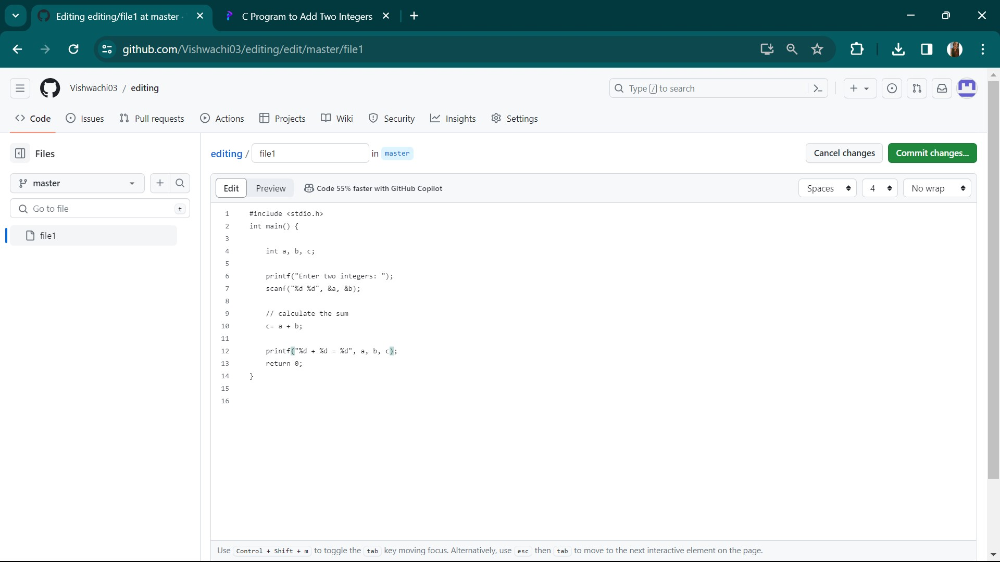 Editing editing/file1 at master ·
C Program to Add Two Integers
github.com/Vishwachi03/editing/edit/master/file1
Vishwachi03 / editing
Type / to search
Code
Issues
Pull requests
Actions
Projects
Wiki
Security
Insights
Settings
Files
editing / file1 in master
Cancel changes
Commit changes...
master
Go to file t
file1
Edit
Preview
Code 55% faster with GitHub Copilot
Spaces
4
No wrap
1 #include <stdio.h>
2 int main() {
3
4 int a, b, c;
5
6 printf("Enter two integers: ");
7 scanf("%d %d", &a, &b);
8
9 // calculate the sum
10 c= a + b;
11
12 printf("%d + %d = %d", a, b, c);
13 return 0;
14 }
15
16
Use Control + Shift + m to toggle the tab key moving focus. Alternatively, use esc then tab to move to the next interactive element on the page.